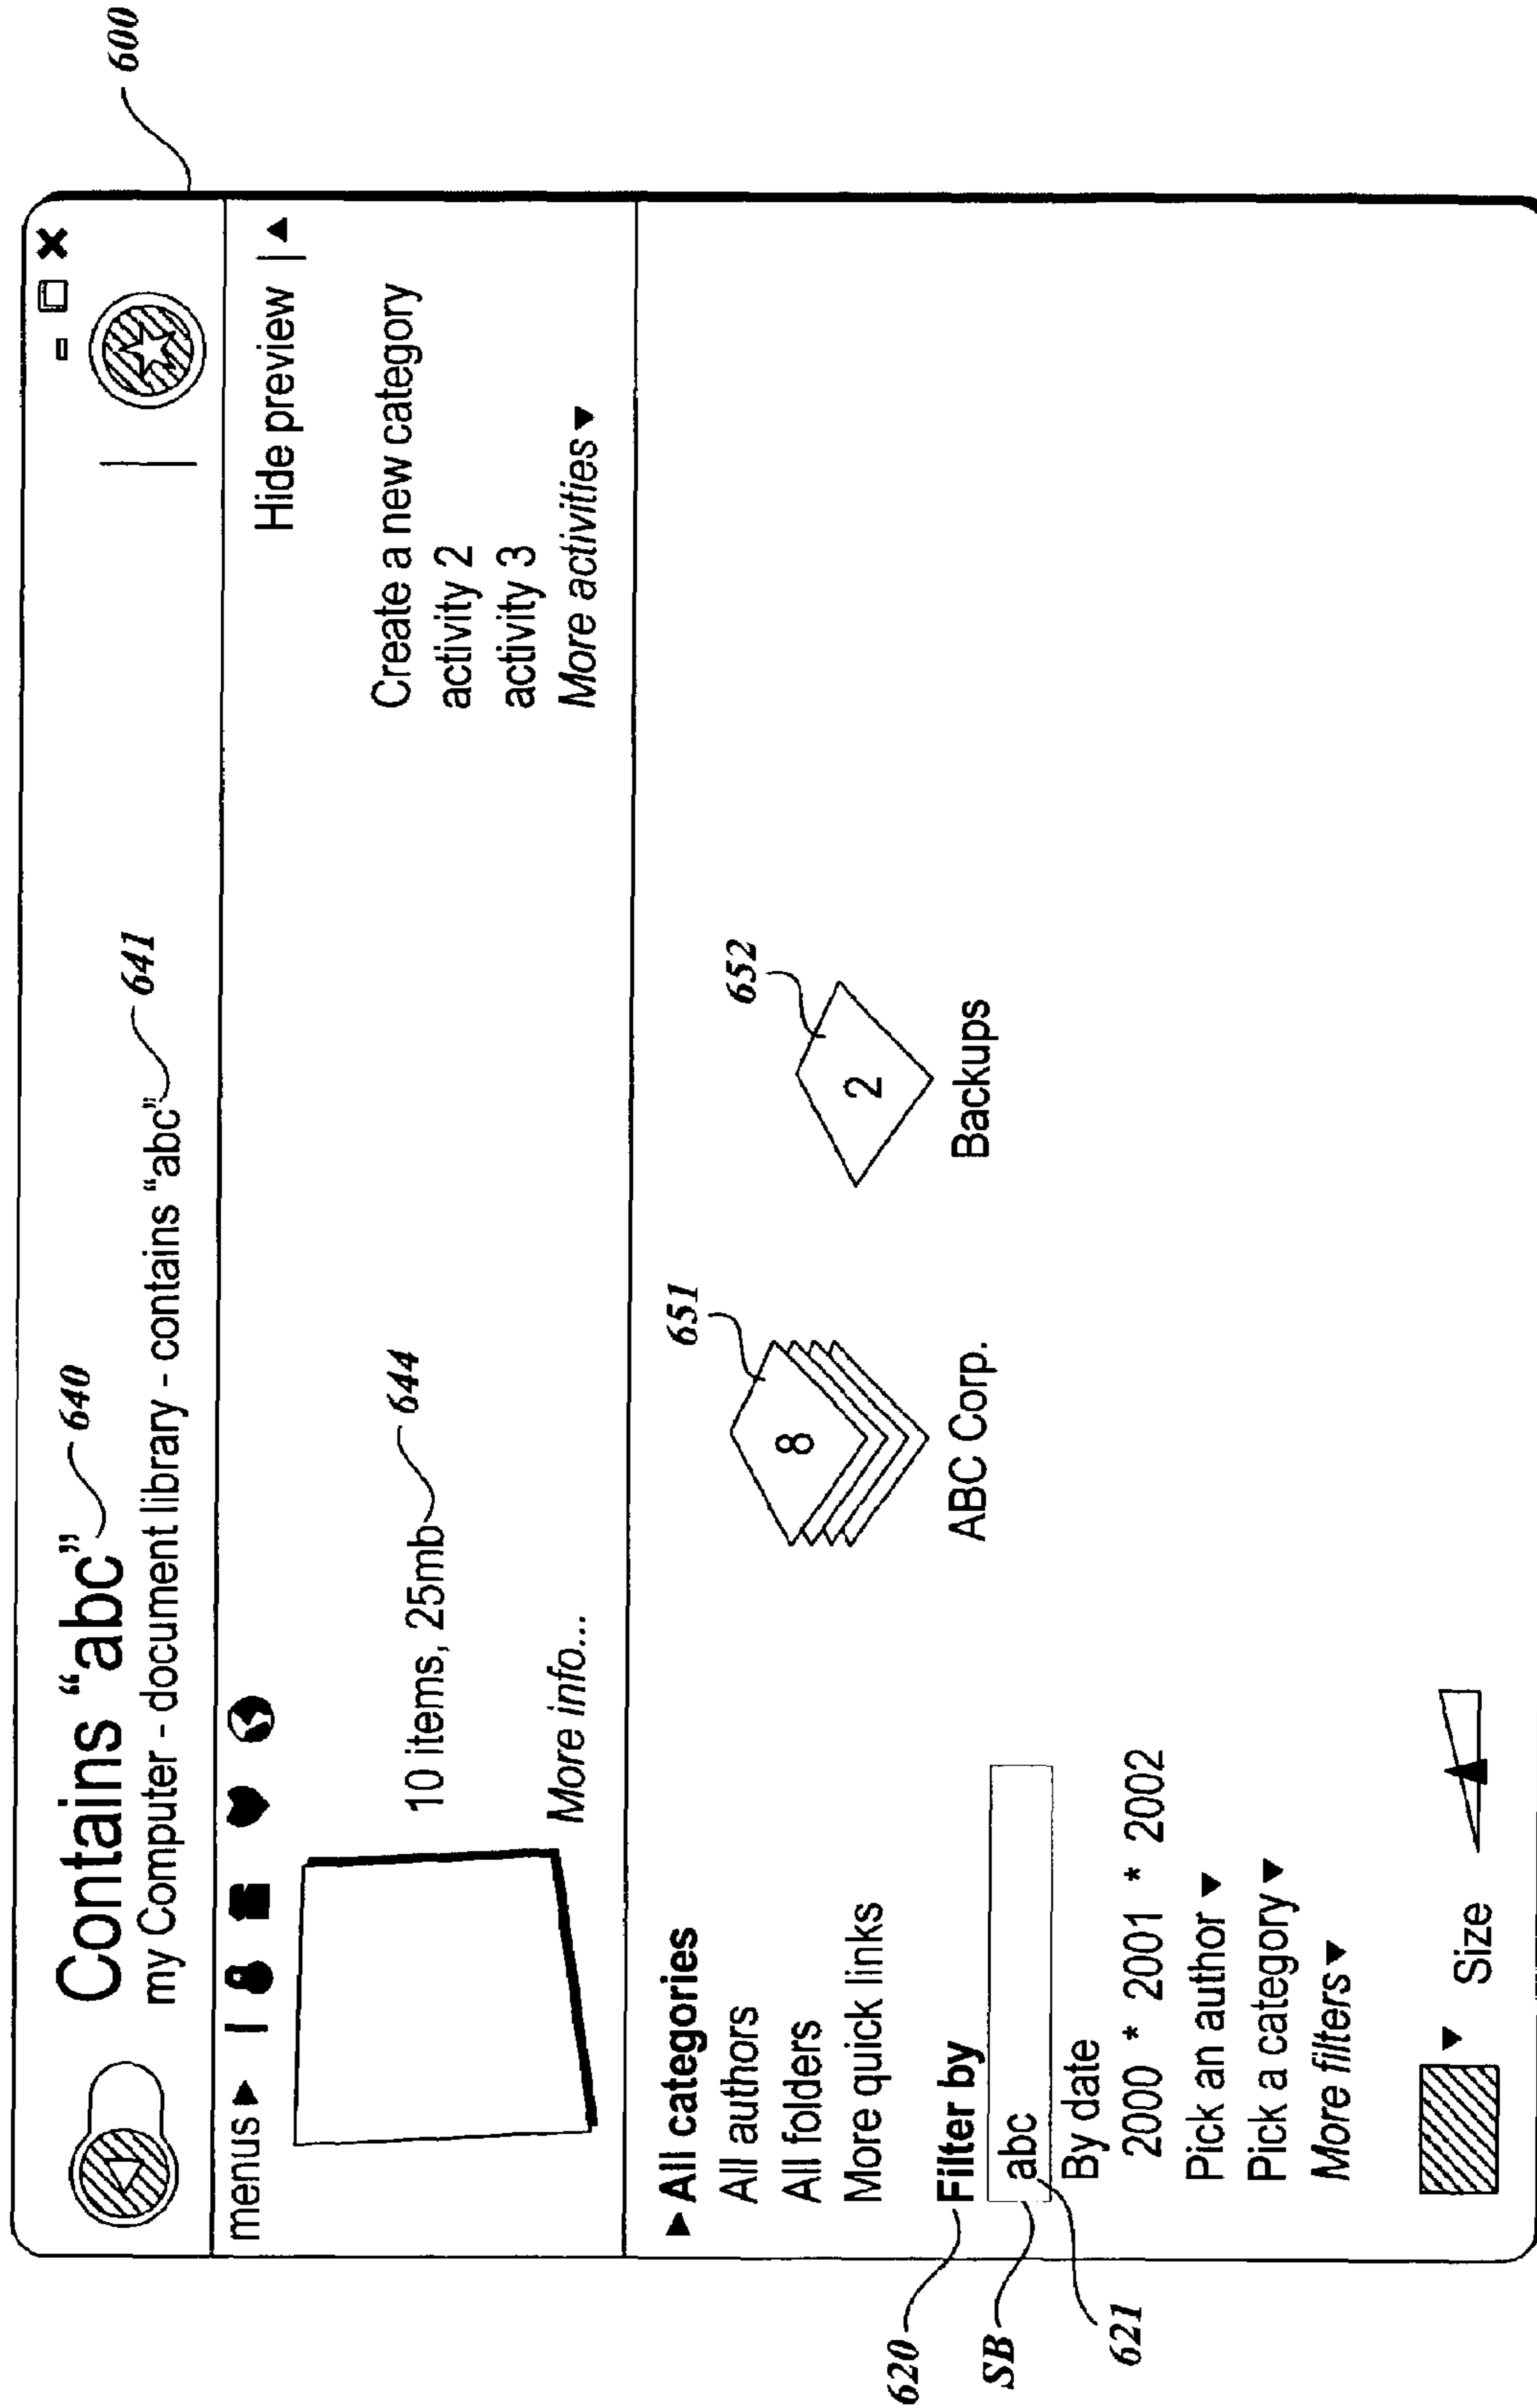 600
Contains “abc”
640
my Computer - document library - contains “abc”
641
menus
Hide preview
10 items, 25mb
644
More info...
Create a new category
activity 2
activity 3
More activities
All categories
All authors
All folders
More quick links
620
Filter by
SB
abc
621
By date
2000 * 2001 * 2002
Pick an author
Pick a category
More filters
Size
651
8
ABC Corp.
652
2
Backups